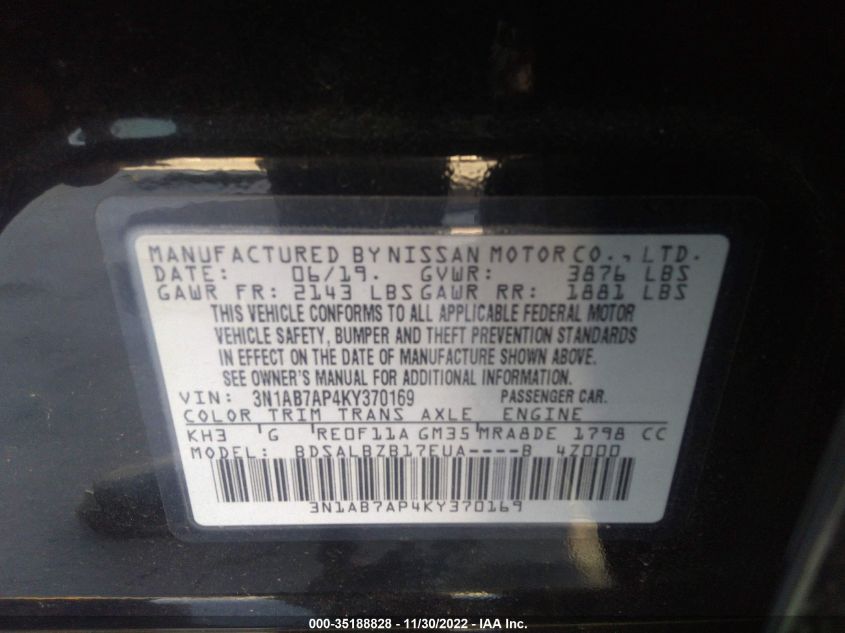 MANUFACTURED BY NISSAN MOTOR CO., LTD.
DATE: 06/19. GVWR: 3876 LBS
GAWR FR: 2143 LBS GAWR RR: 1881 LBS
THIS VEHICLE CONFORMS TO ALL APPLICABLE FEDERAL MOTOR
VEHICLE SAFETY, BUMPER AND THEFT PREVENTION STANDARDS
IN EFFECT ON THE DATE OF MANUFACTURE SHOWN ABOVE.
SEE OWNER'S MANUAL FOR ADDITIONAL INFORMATION.
VIN: 3N1AB7AP4KY370169 PASSENGER CAR.
COLOR TRIM TRANS AXLE ENGINE
KH3 G RE0F11A GM35 MRA8DE 1798 CC
MODEL: BDSALBZB17EUA----B 4Z000
3N1AB7AP4KY370169
000-35188828 - 11/30/2022 - IAA Inc.